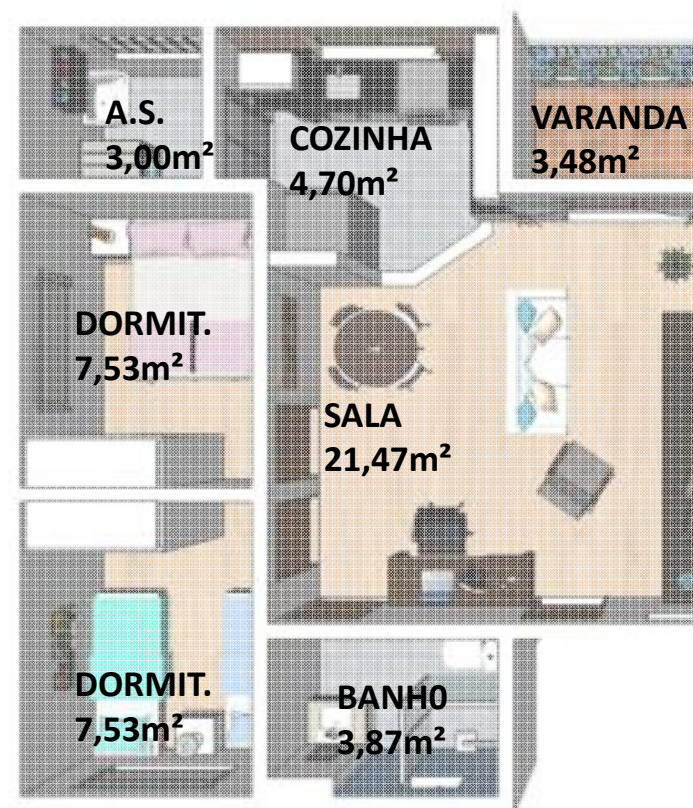 A.S.
3,00m²
COZINHA
4,70m²
VARANDA
3,48m²
DORMIT.
7,53m²
SALA
21,47m²
DORMIT.
7,53m²
BANH0
3,87m²